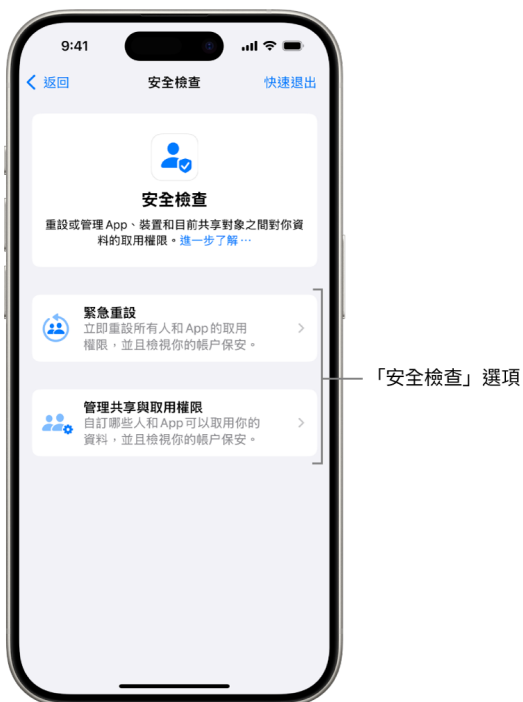 9:41
返回
安全檢查
快速退出
安全檢查
重設或管理 App、裝置和目前共享對象之間對你資
料的取用權限。進一步了解⋯
緊急重設
立即重設所有人和 App 的取用
權限，並且檢視你的帳户保安。
管理共享與取用權限
自訂哪些人和 App 可以取用你的
資料，並且檢視你的帳户保安。
「安全檢查」選項